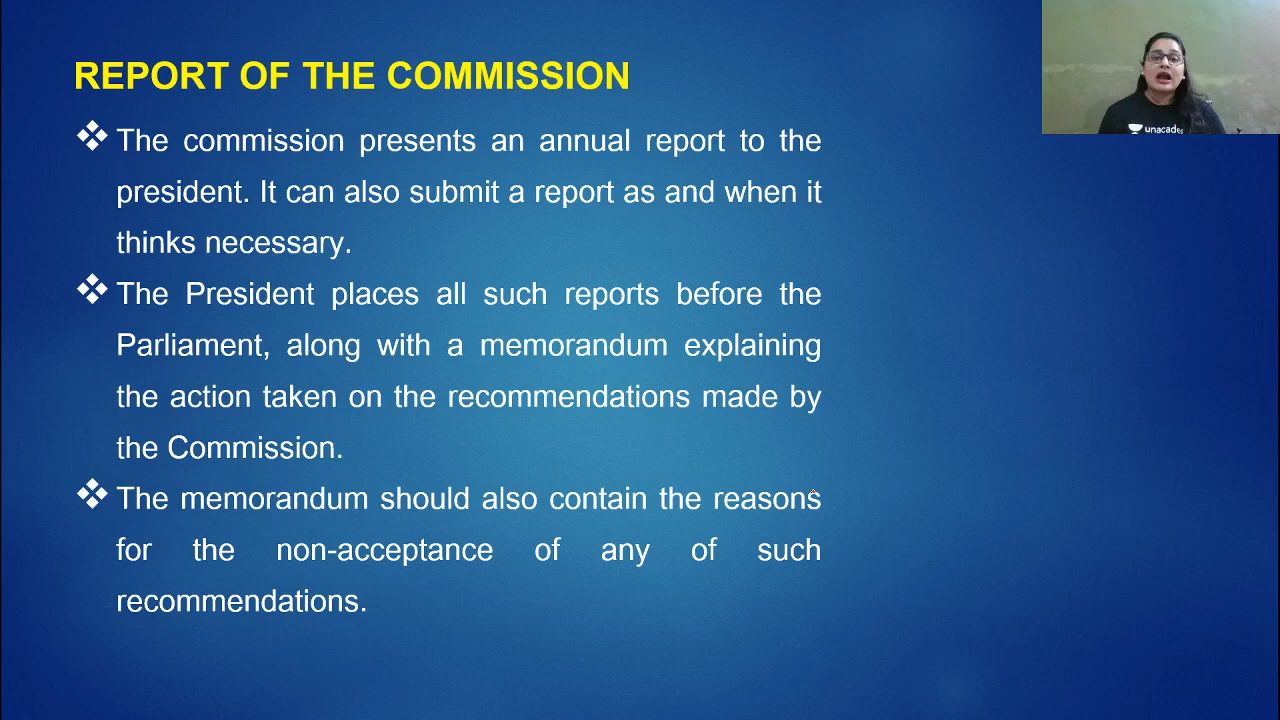 REPORT OF THE COMMISSION
The commission presents an annual report to the
president. It can also submit a report as and when it
thinks necessary.
The President places all such reports before the
Parliament, along with a memorandum explaining
the action taken on the recommendations made by
the Commission.
The memorandum should also contain the reasons
for the non-acceptance of any of such
recommendations.